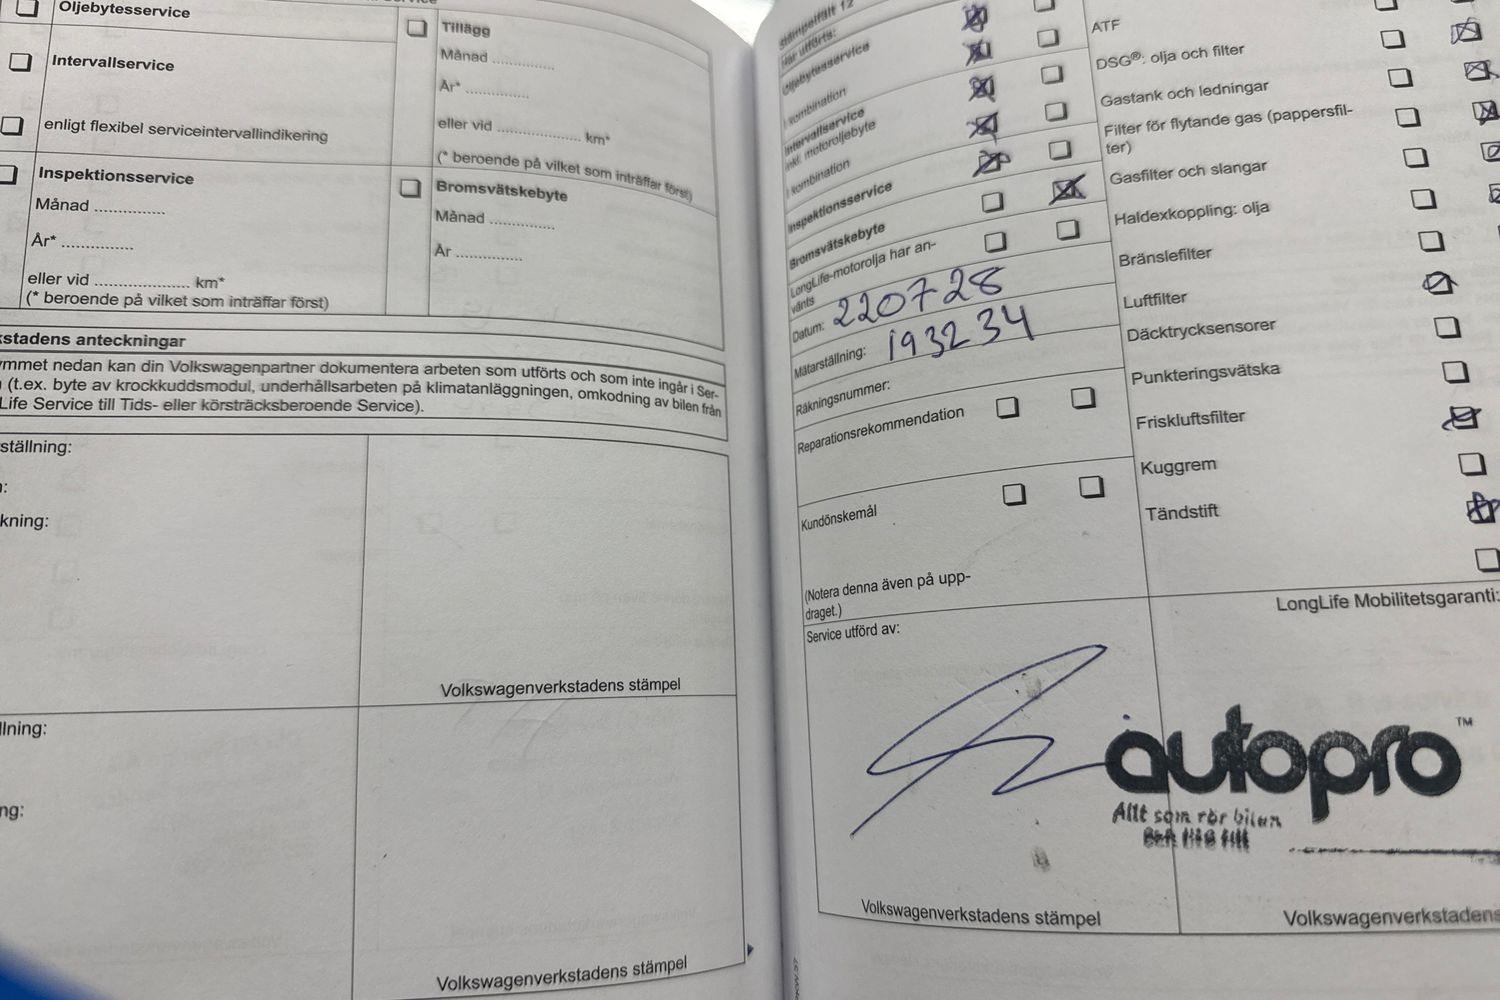 Oljebytesservice
Intervallservice
enligt flexibel serviceintervallindikering
Inspektionsservice
Månad ..............
År* ..............
eller vid .................... km*
(* beroende på vilket som inträffar först)
Tillägg
Månad ..............
År* ..............
eller vid .................. km*
(* beroende på vilket som inträffar först)
Bromsvätskebyte
Månad ..............
År ..............
kstadens anteckningar
ymmet nedan kan din Volkswagenpartner dokumentera arbeten som utförts och som inte ingår i Ser-
(t.ex. byte av krockkuddsmodul, underhållsarbeten på klimatanläggningen, omkodning av bilen från
Life Service till Tids- eller körsträcksberoende Service).
ställning:
kning:
Volkswagenverkstadens stämpel
llning:
ng:
Volkswagenverkstadens stämpel
stämpelfält 12
Har utförts:
Oljebytesservice
i kombination
Intervallservice
inkl. motoroljebyte
i kombination
Inspektionsservice
Bromsvätskebyte
LongLife-motorolja har an-
vänts
Datum: 220728
Mätarställning: 193234
Räkningsnummer:
Reparationsrekommendation
Kundönskemål
(Notera denna även på upp-
draget.)
Service utförd av:
Volkswagenverkstadens stämpel
ATF
DSG®: olja och filter
Gastank och ledningar
Filter för flytande gas (pappersfil-
ter)
Gasfilter och slangar
Haldexkoppling: olja
Bränslefilter
Luftfilter
Däcktrycksensorer
Punkteringsvätska
Friskluftsfilter
Kuggrem
Tändstift
LongLife Mobilitetsgaranti:
autopro™
Allt som rör bilen
Volkswagenverkstadens